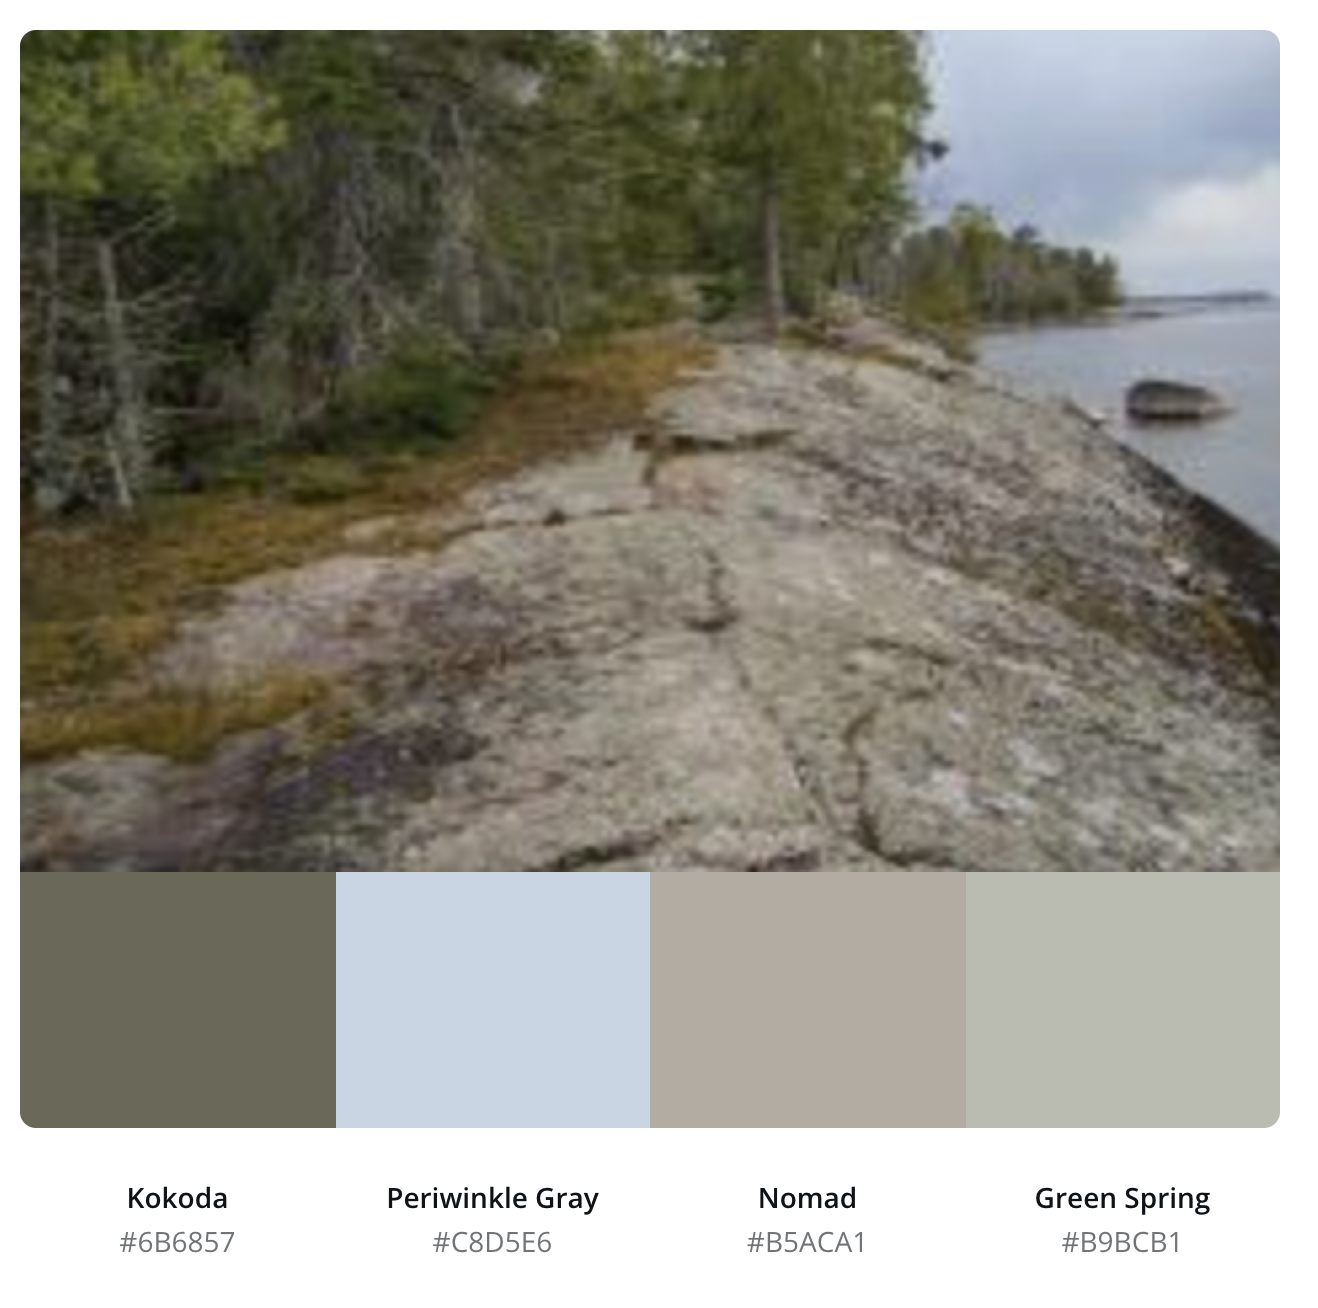 Kokoda
#6B6857
Periwinkle Gray
#C8D5E6
Nomad
#B5ACA1
Green Spring
#B9BCB1